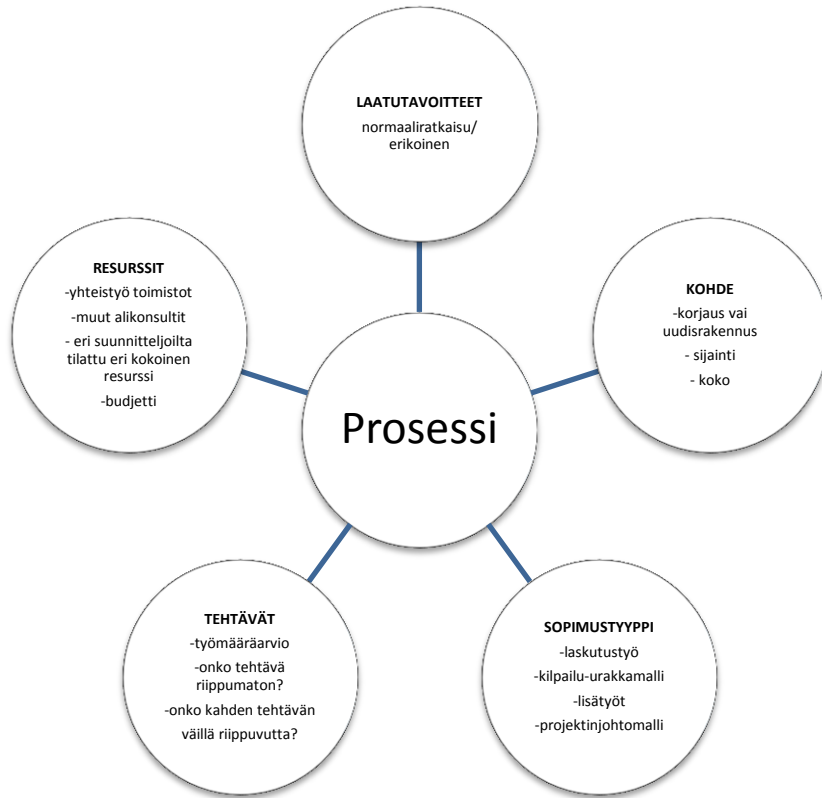 LAATUTAVOITTEET
normaaliratkaisu/
erikoinen
RESURSSIT
-yhteistyö toimistot
-muut alikonsultit
- eri suunnitteljoilta
tilattu eri kokoinen
resurssi
-budjetti
KOHDE
-korjaus vai
uudisrakennus
- sijainti
- koko
Prosessi
TEHTÄVÄT
-työmääräarvio
-onko tehtävä
riippumaton?
-onko kahden tehtävän
väillä riippuvutta?
SOPIMUSTYYPPI
-laskutustyö
-kilpailu-urakkamalli
-lisätyöt
-projektinjohtomalli